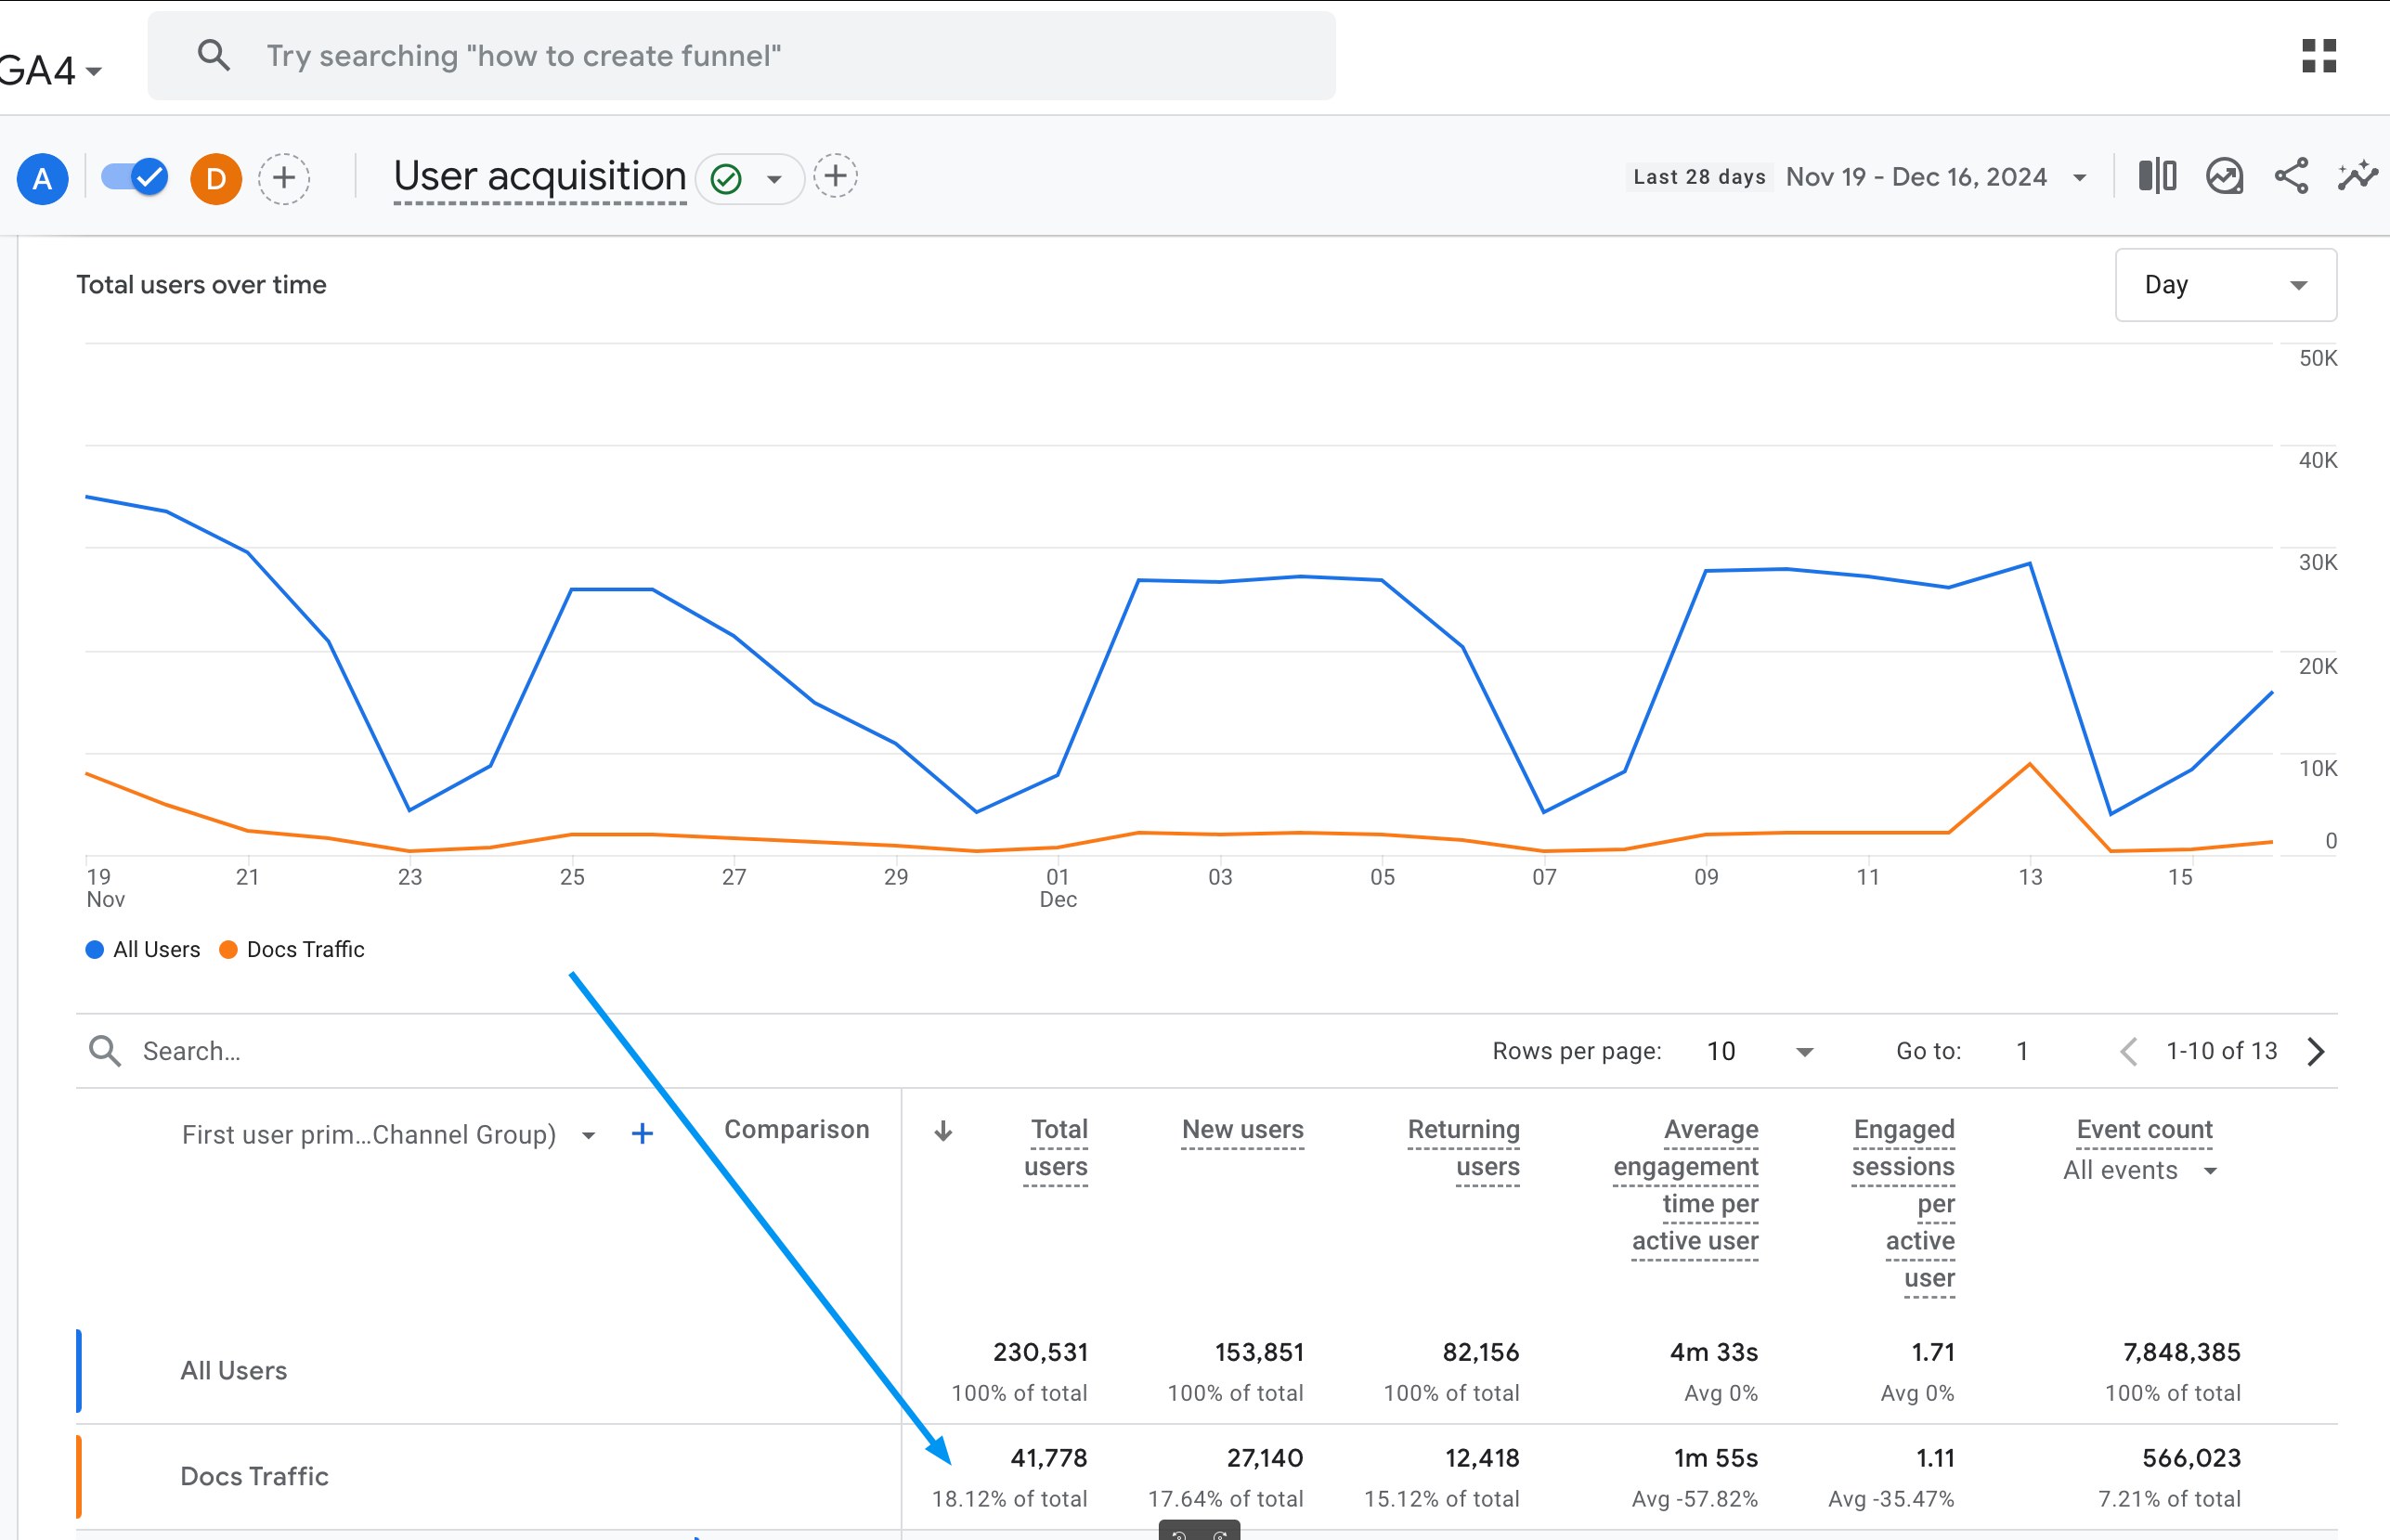 GA4
Try searching "how to create funnel"
A
D
User acquisition
Last 28 days Nov 19 - Dec 16, 2024
Total users over time
Day
50K
40K
30K
20K
10K
0
19 21 23 25 27 29 01 03 05 07 09 11 13 15
Nov Dec
All Users Docs Traffic
Search...
Rows per page: 10 Go to: 1 1-10 of 13
First user prim...Channel Group) + Comparison
Total
users
New users
Returning
users
Average
engagement
time per
active user
Engaged
sessions
per
active
user
Event count
All events
All Users
230,531 153,851 82,156 4m 33s 1.71 7,848,385
100% of total 100% of total 100% of total Avg 0% Avg 0% 100% of total
Docs Traffic
41,778 27,140 12,418 1m 55s 1.11 566,023
18.12% of total 17.64% of total 15.12% of total Avg -57.82% Avg -35.47% 7.21% of total